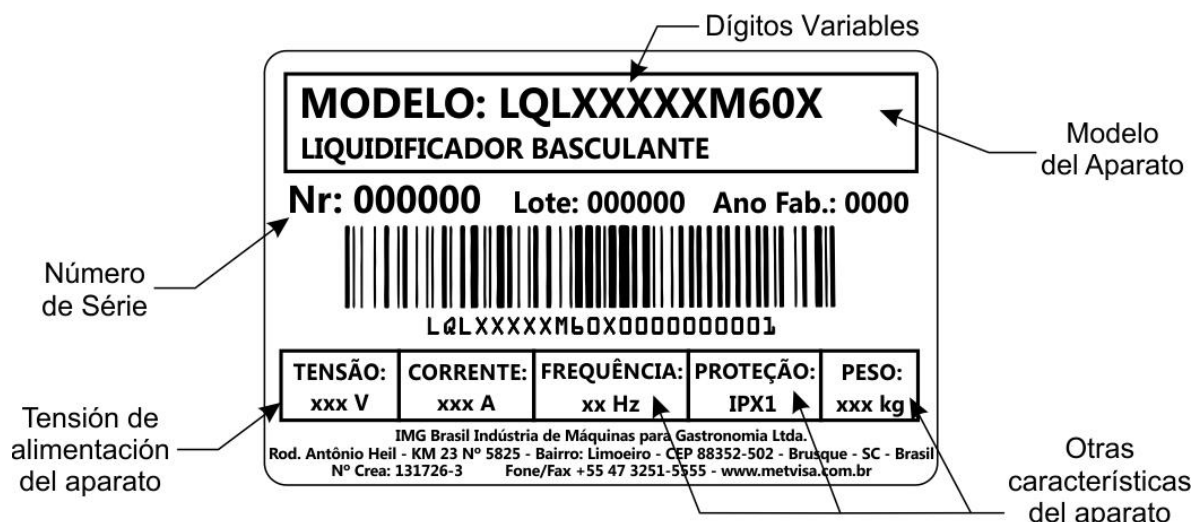 Dígitos Variables
MODELO: LQLXXXXXM60X
LIQUIDIFICADOR BASCULANTE
Modelo
del Aparato
Nr: 000000 Lote: 000000 Ano Fab.: 0000
Número
de Série
LQLXXXXXM60X0000000001
TENSÃO: CORRENTE: FREQUÊNCIA: PROTEÇÃO: PESO:
xxx V xxx A xx Hz IPX1 xxx kg
Tensión de
alimentación
del aparato
IMG Brasil Indústria de Máquinas para Gastronomia Ltda.
Rod. Antônio Heil - KM 23 Nº 5825 - Bairro: Limoeiro - CEP 88352-502 - Brusque - SC - Brasil
Nº Crea: 131726-3 Fone/Fax +55 47 3251-5555 - www.metvisa.com.br
Otras
características
del aparato